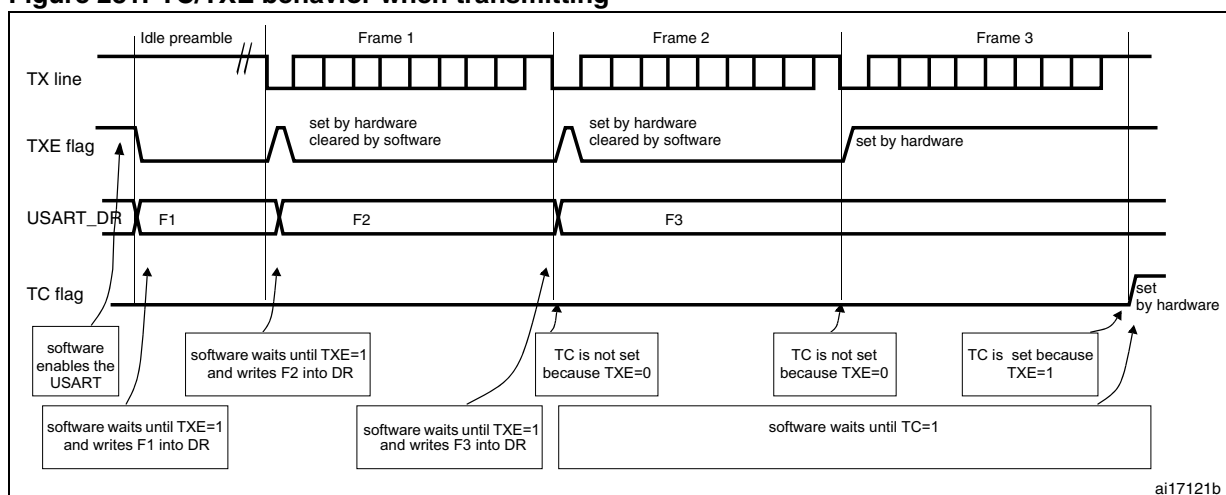 Figure 281. TC/TXE behavior when transmitting
Idle preamble
Frame 1
Frame 2
Frame 3
TX line
TXE flag
set by hardware
cleared by software
set by hardware
cleared by software
set by hardware
USART_DR
F1
F2
F3
TC flag
set
by hardware
software
enables the
USART
software waits until TXE=1
and writes F2 into DR
TC is not set
because TXE=0
TC is not set
because TXE=0
TC is set because
TXE=1
software waits until TXE=1
and writes F1 into DR
software waits until TXE=1
and writes F3 into DR
software waits until TC=1
ai17121b